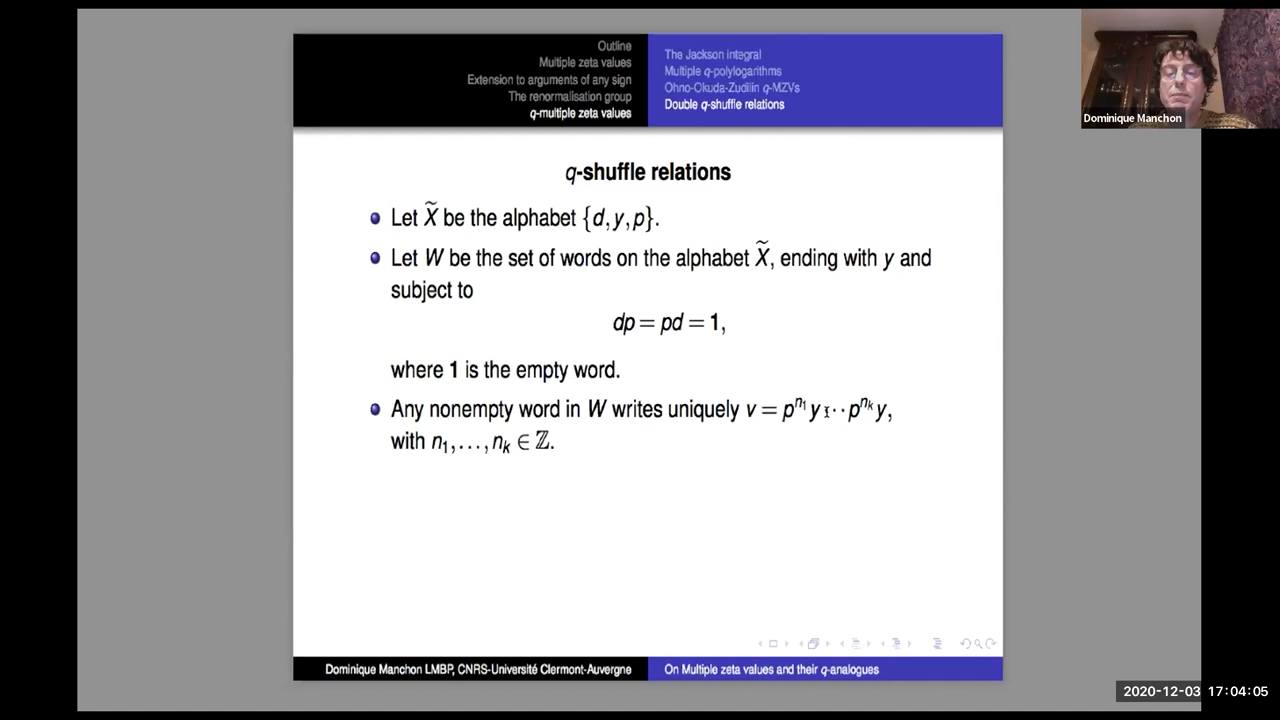 Outline
Multiple zeta values
Extension to arguments of any sign
The renormalisation group
q-multiple zeta values
The Jackson integral
Multiple q-polylogarithms
Ohno-Okuda-Zudilin q-MZVs
Double q-shuffle relations
Dominique Manchon
q-shuffle relations
Let X̃ be the alphabet {d, y, p}.
Let W be the set of words on the alphabet X̃, ending with y and
subject to
dp = pd = 1,
where 1 is the empty word.
Any nonempty word in W writes uniquely v = pⁿ¹y⋯pⁿᵏy,
with n₁, …, nₖ ∈ ℤ.
Dominique Manchon LMBP, CNRS-Université Clermont-Auvergne
On Multiple zeta values and their q-analogues
2020-12-03 17:04:05